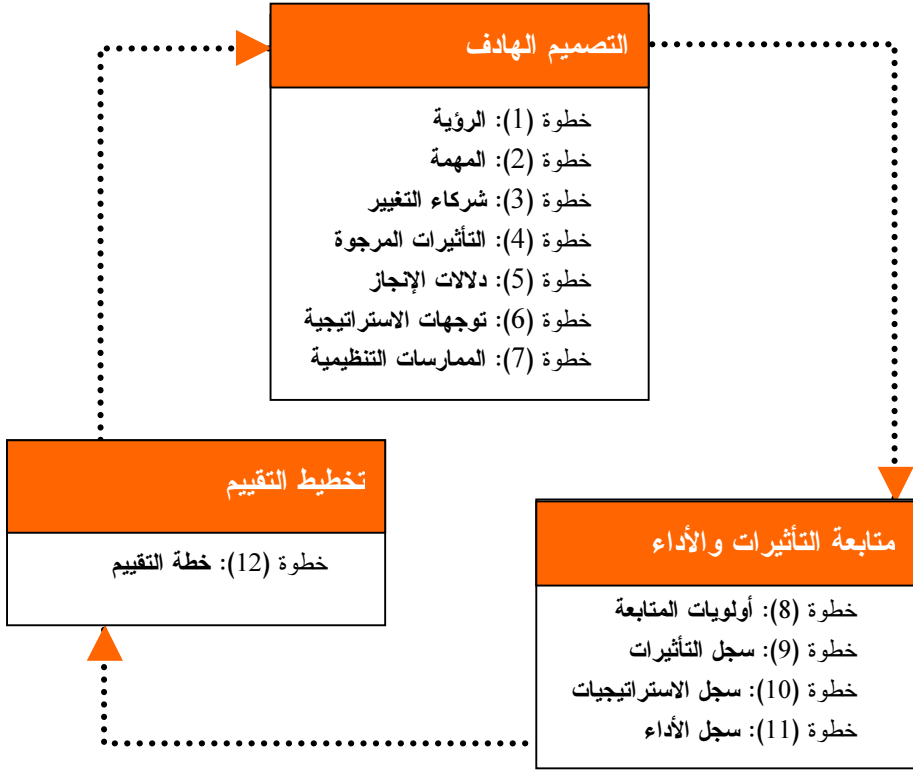 التصميم الهادف
خطوة (1): الرؤية
خطوة (2): المهمة
خطوة (3): شركاء التغيير
خطوة (4): التأثيرات المرجوة
خطوة (5): دلالات الإنجاز
خطوة (6): توجهات الاستراتيجية
خطوة (7): الممارسات التنظيمية
متابعة التأثيرات والأداء
خطوة (8): أولويات المتابعة
خطوة (9): سجل التأثيرات
خطوة (10): سجل الاستراتيجيات
خطوة (11): سجل الأداء
تخطيط التقييم
خطوة (12): خطة التقييم